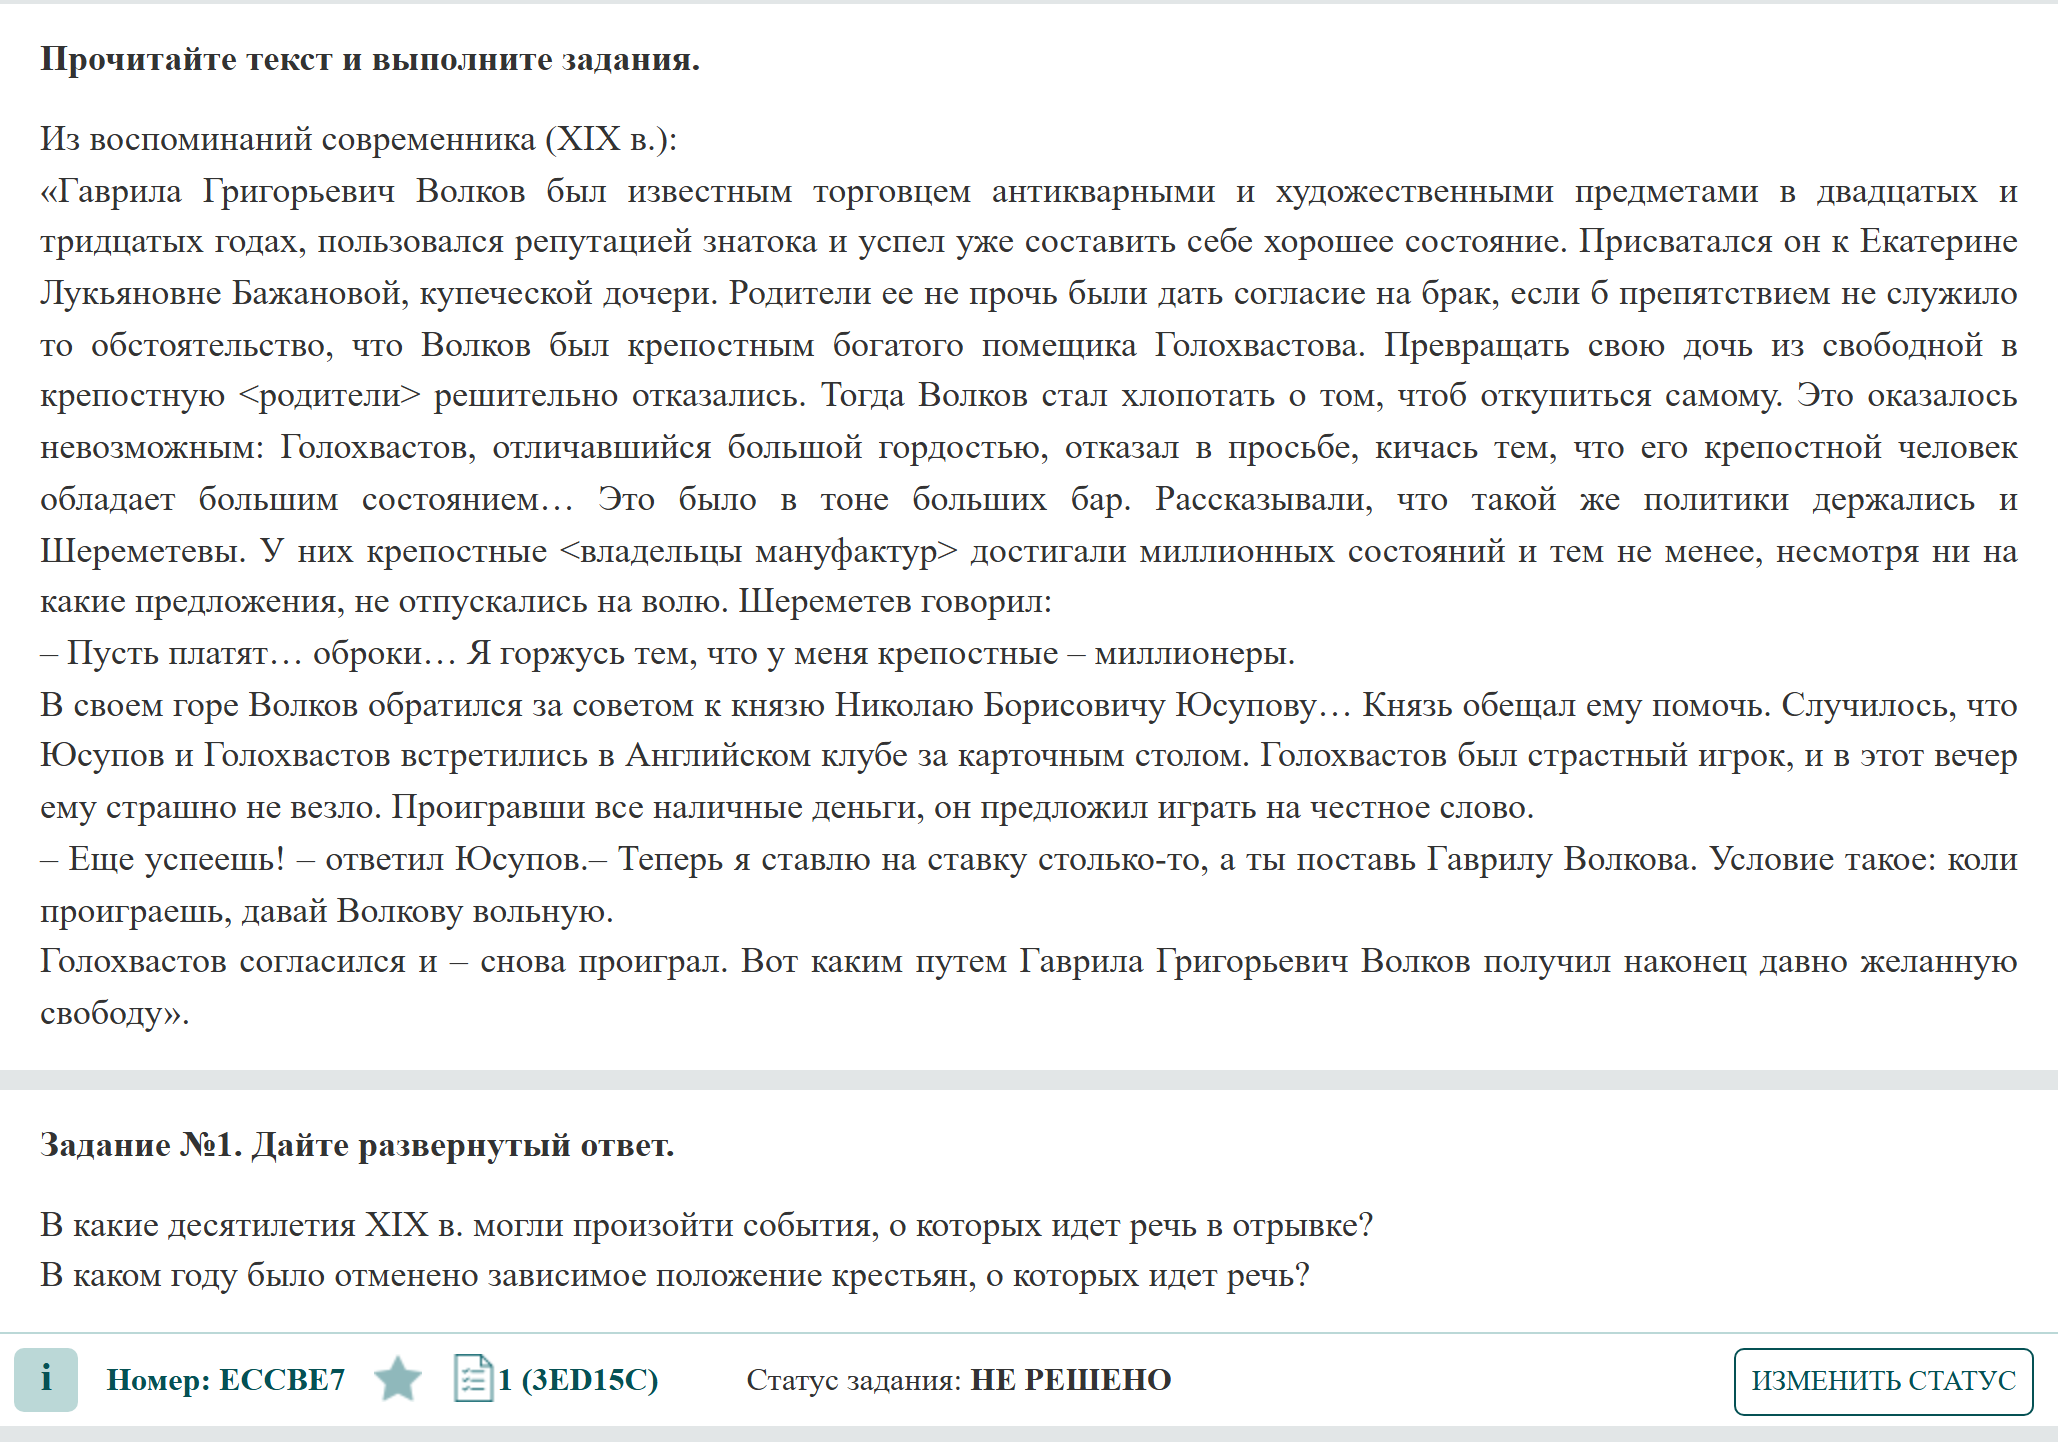 Прочитайте текст и выполните задания.
Из воспоминаний современника (XIX в.):
«Гаврила Григорьевич Волков был известным торговцем антикварными и художественными предметами в двадцатых и
тридцатых годах, пользовался репутацией знатока и успел уже составить себе хорошее состояние. Присватался он к Екатерине
Лукьяновне Бажановой, купеческой дочери. Родители ее не прочь были дать согласие на брак, если б препятствием не служило
то обстоятельство, что Волков был крепостным богатого помещика Голохвастова. Превращать свою дочь из свободной в
крепостную <родители> решительно отказались. Тогда Волков стал хлопотать о том, чтоб откупиться самому. Это оказалось
невозможным: Голохвастов, отличавшийся большой гордостью, отказал в просьбе, кичась тем, что его крепостной человек
обладает большим состоянием… Это было в тоне больших бар. Рассказывали, что такой же политики держались и
Шереметевы. У них крепостные <владельцы мануфактур> достигали миллионных состояний и тем не менее, несмотря ни на
какие предложения, не отпускались на волю. Шереметев говорил:
– Пусть платят… оброки… Я горжусь тем, что у меня крепостные – миллионеры.
В своем горе Волков обратился за советом к князю Николаю Борисовичу Юсупову… Князь обещал ему помочь. Случилось, что
Юсупов и Голохвастов встретились в Английском клубе за карточным столом. Голохвастов был страстный игрок, и в этот вечер
ему страшно не везло. Проигравши все наличные деньги, он предложил играть на честное слово.
– Еще успеешь! – ответил Юсупов.– Теперь я ставлю на ставку столько-то, а ты поставь Гаврилу Волкова. Условие такое: коли
проиграешь, давай Волкову вольную.
Голохвастов согласился и – снова проиграл. Вот каким путем Гаврила Григорьевич Волков получил наконец давно желанную
свободу».
Задание №1. Дайте развернутый ответ.
В какие десятилетия XIX в. могли произойти события, о которых идет речь в отрывке?
В каком году было отменено зависимое положение крестьян, о которых идет речь?
i Номер: ECCBE7 1 (3ED15C) Статус задания: НЕ РЕШЕНО ИЗМЕНИТЬ СТАТУС